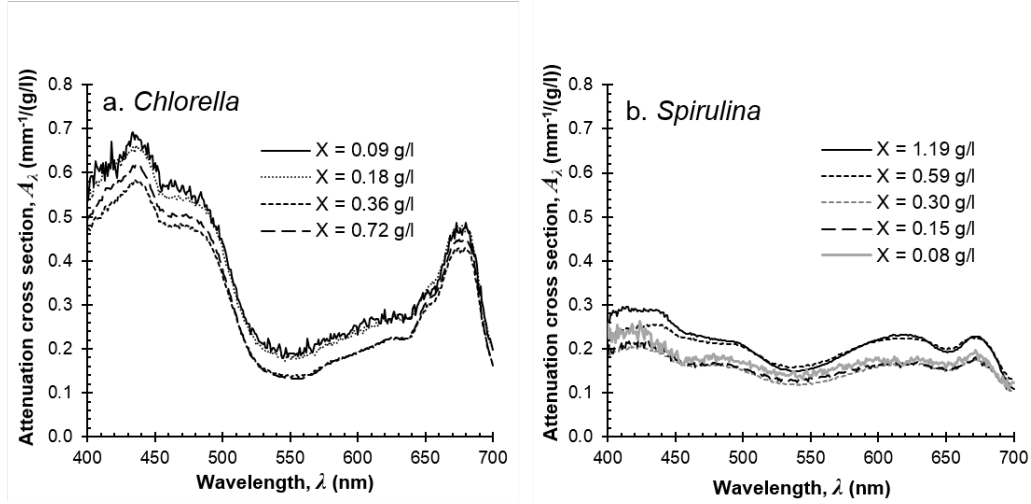 a. Chlorella
X = 0.09 g/l
X = 0.18 g/l
X = 0.36 g/l
X = 0.72 g/l
Attenuation cross section, Aλ (mm⁻¹/(g/l))
0.8
0.7
0.6
0.5
0.4
0.3
0.2
0.1
0.0
400 450 500 550 600 650 700
Wavelength, λ (nm)
b. Spirulina
X = 1.19 g/l
X = 0.59 g/l
X = 0.30 g/l
X = 0.15 g/l
X = 0.08 g/l
Attenuation cross section, Aλ (mm⁻¹/(g/l))
0.8
0.7
0.6
0.5
0.4
0.3
0.2
0.1
0.0
400 450 500 550 600 650 700
Wavelength, λ (nm)